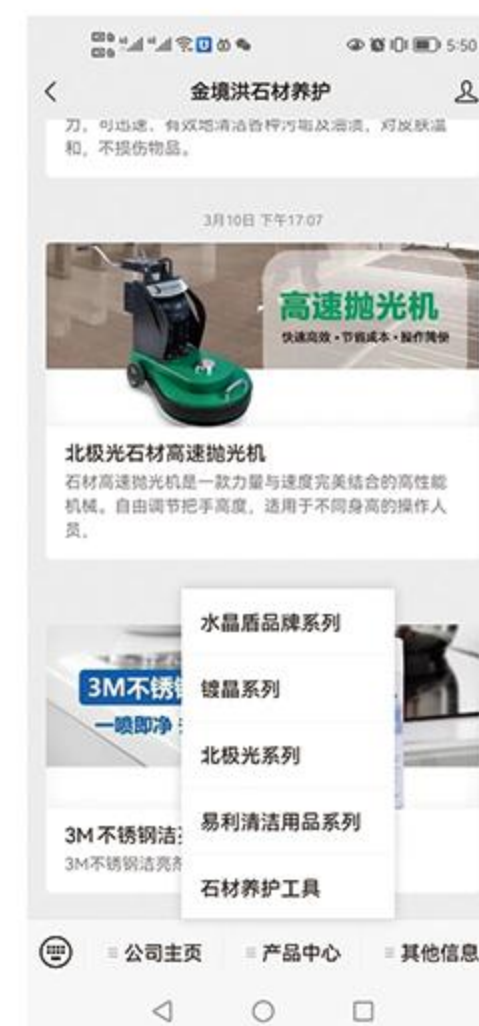 5:50
金境洪石材养护
力，可迅速、有效地清洁各种污垢及油渍，对皮肤温
和，不损伤物品。
3月10日 下午17:07
高速抛光机
快速高效·节省成本·操作简便
北极光石材高速抛光机
石材高速抛光机是一款力量与速度完美结合的高性能
机械。自由调节把手高度，适用于不同身高的操作人
员。
水晶盾品牌系列
3M不锈
镀晶系列
一喷即净
北极光系列
易利清洁用品系列
3M 不锈钢洁
3M不锈钢洁亮剂
石材养护工具
公司主页
产品中心
其他信息